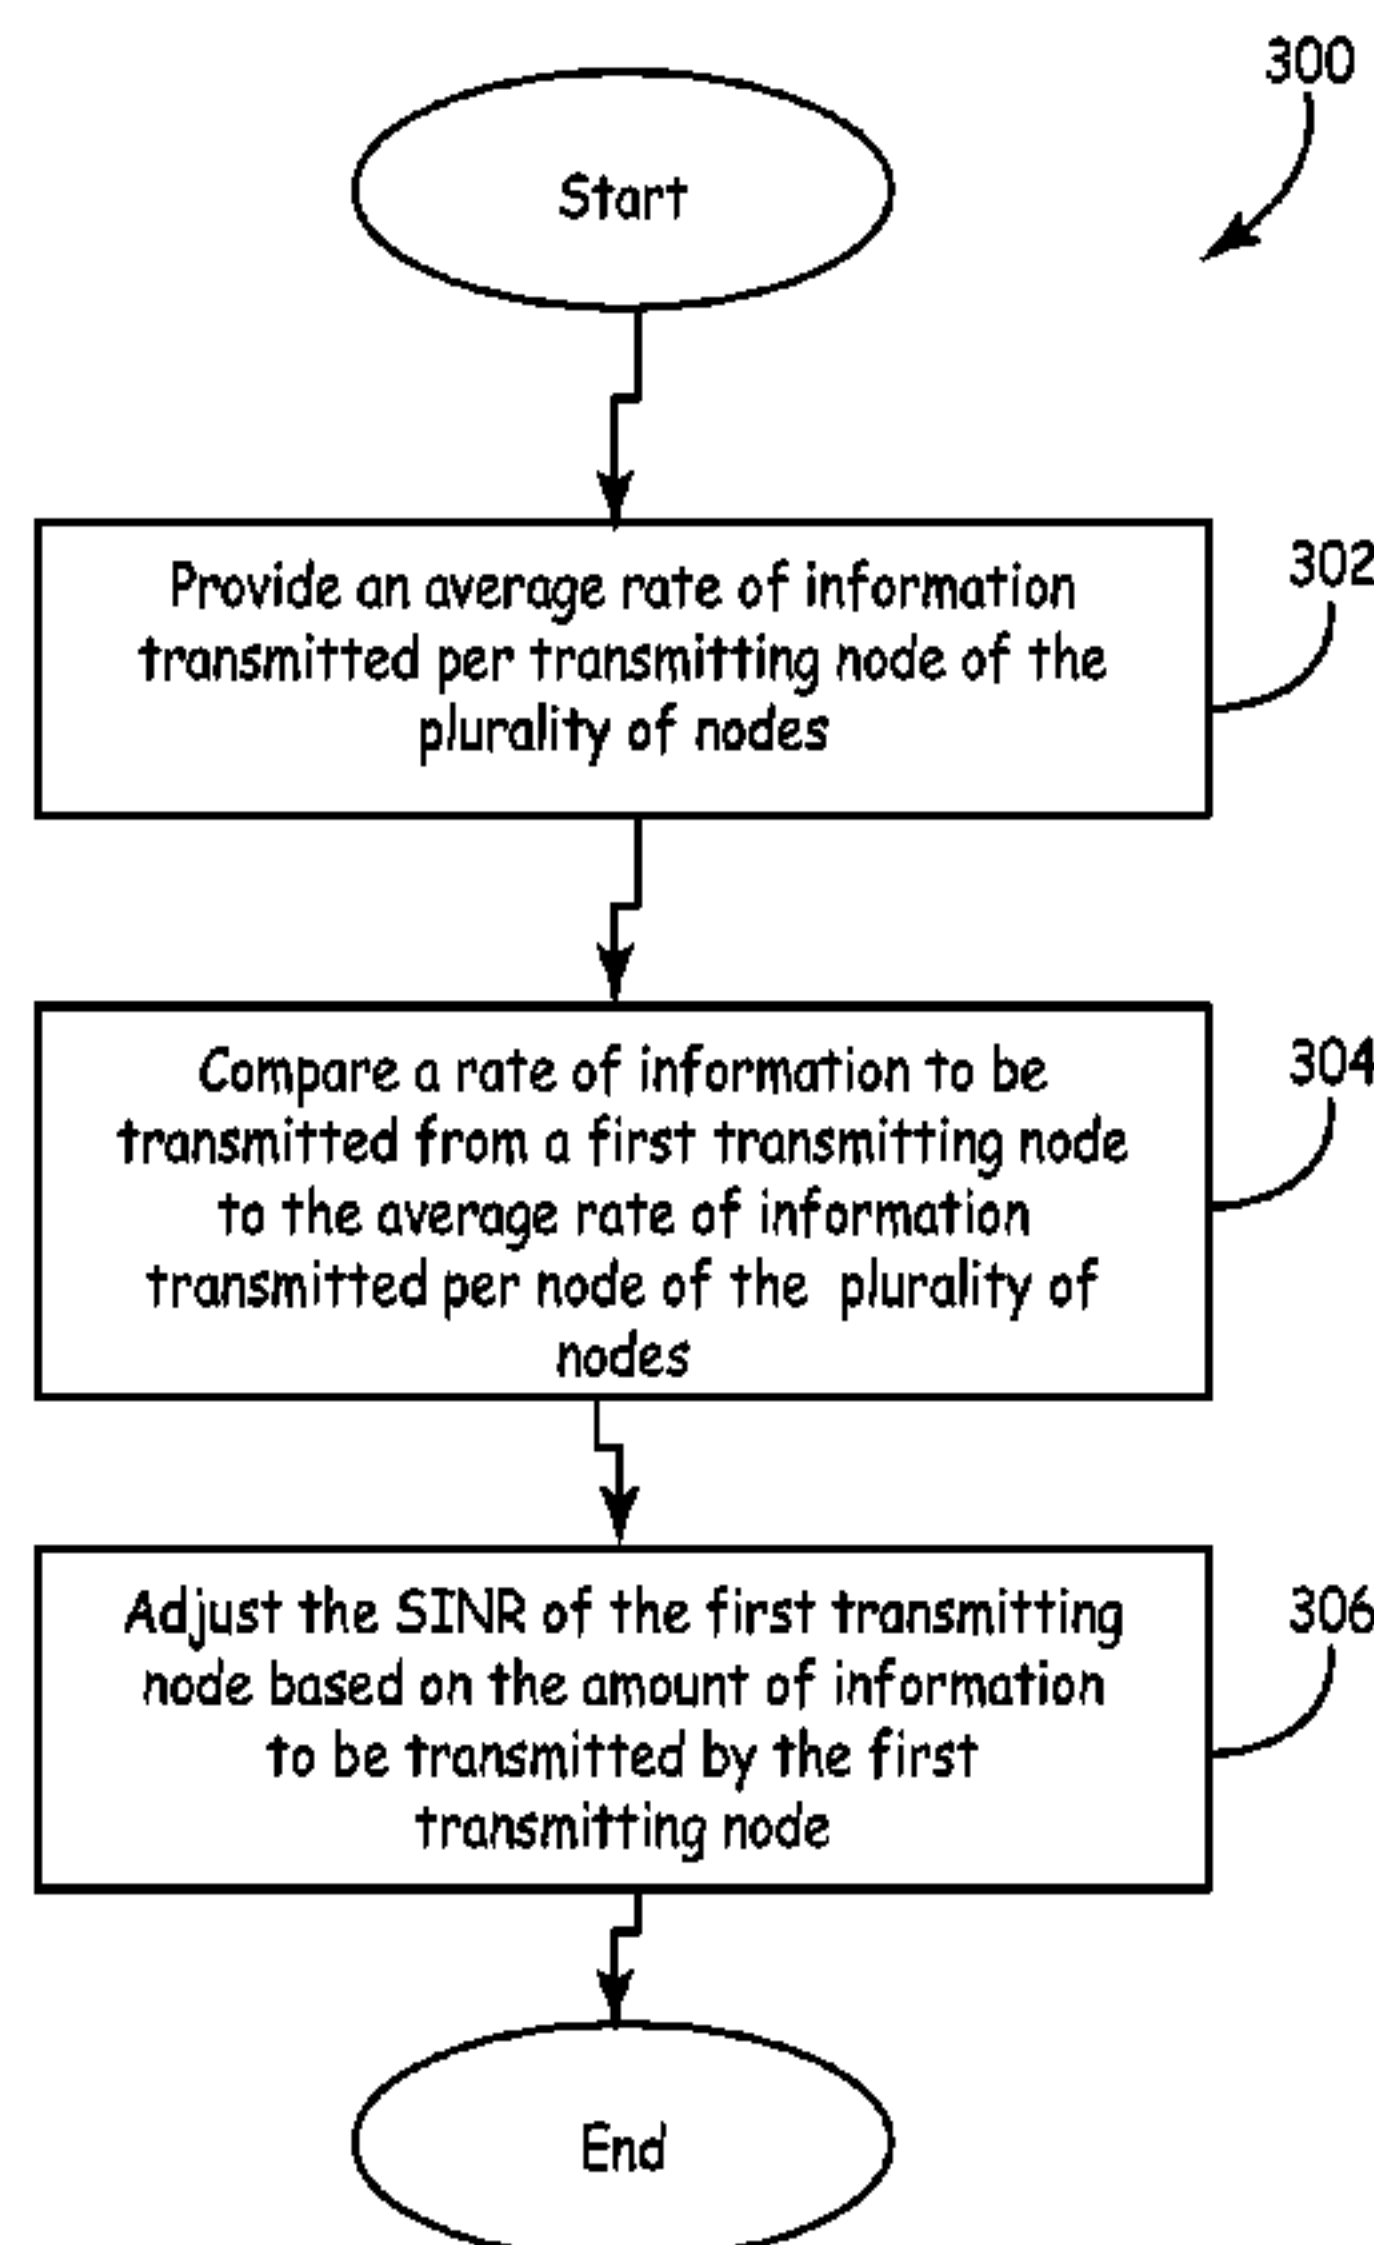 300
Start
Provide an average rate of information
transmitted per transmitting node of the
plurality of nodes
302
Compare a rate of information to be
transmitted from a first transmitting node
to the average rate of information
transmitted per node of the plurality of
nodes
304
Adjust the SINR of the first transmitting
node based on the amount of information
to be transmitted by the first
transmitting node
306
End